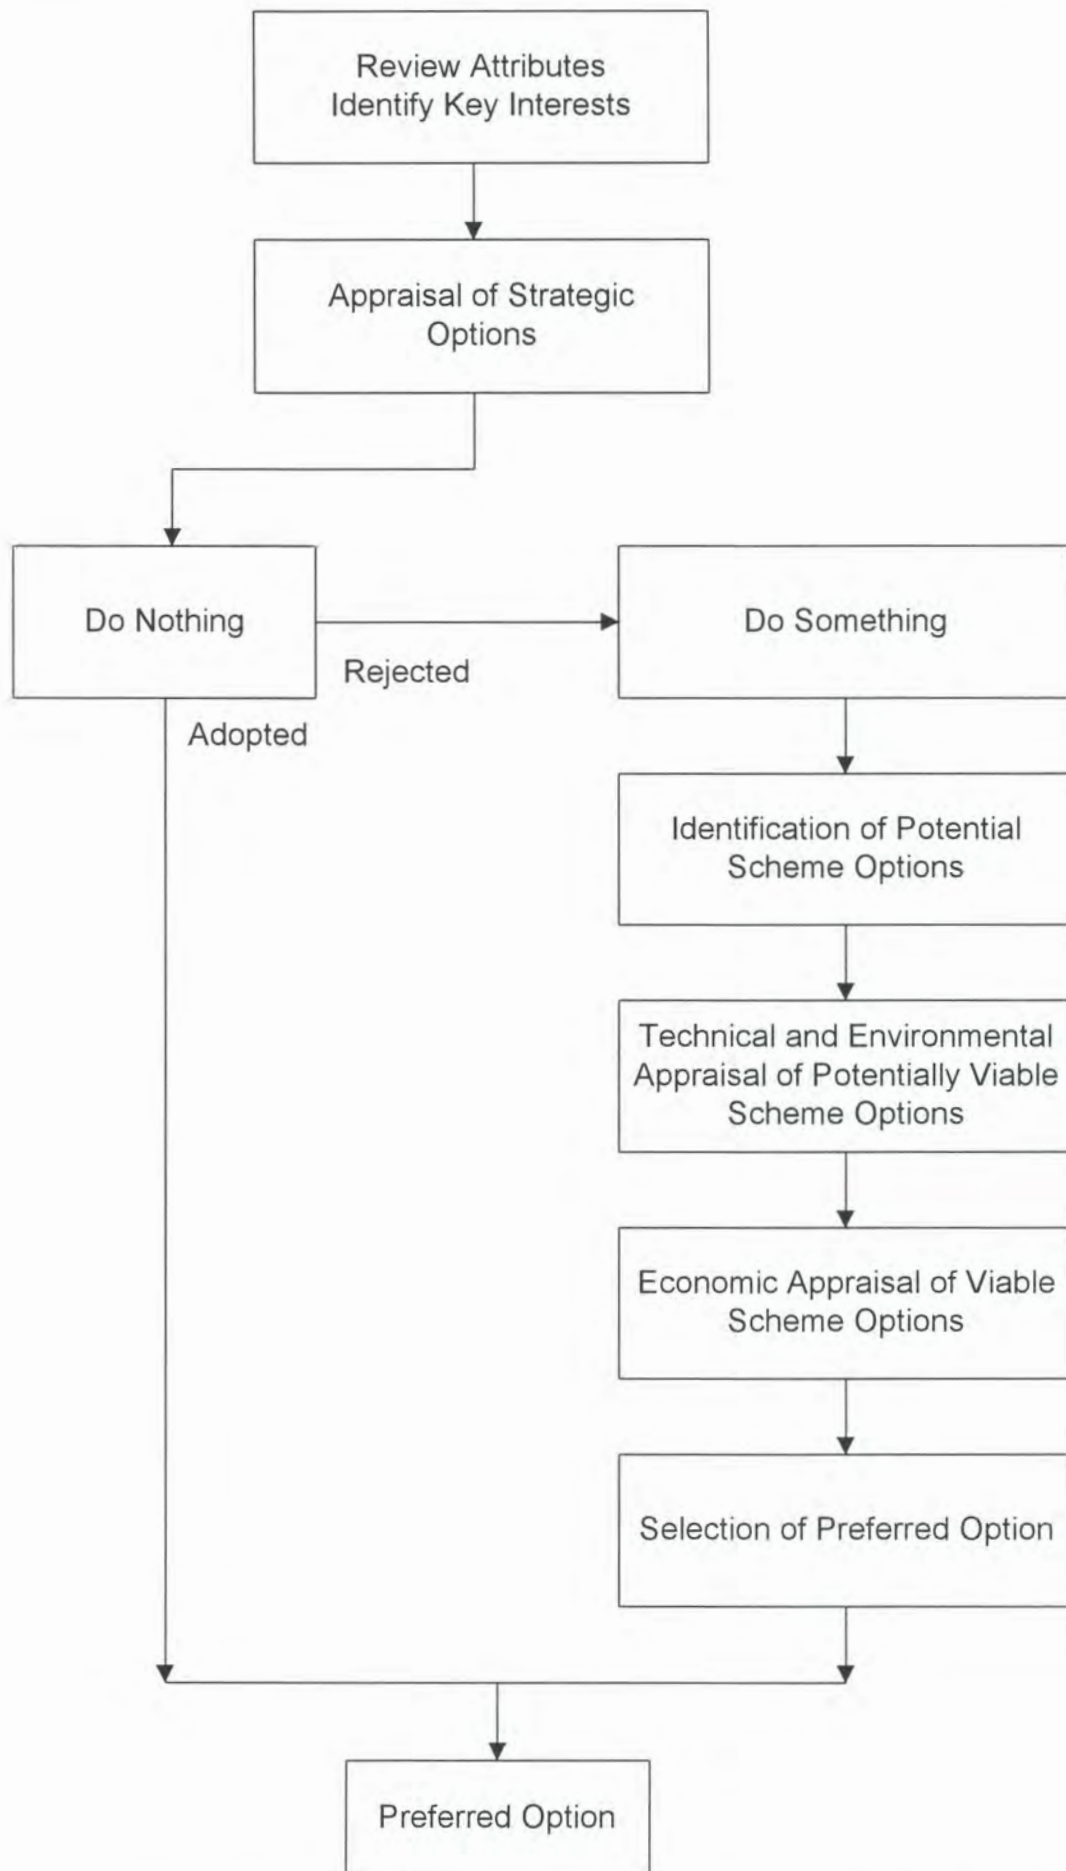 Review Attributes
Identify Key Interests
Appraisal of Strategic
Options
Do Nothing
Do Something
Rejected
Adopted
Identification of Potential
Scheme Options
Technical and Environmental
Appraisal of Potentially Viable
Scheme Options
Economic Appraisal of Viable
Scheme Options
Selection of Preferred Option
Preferred Option